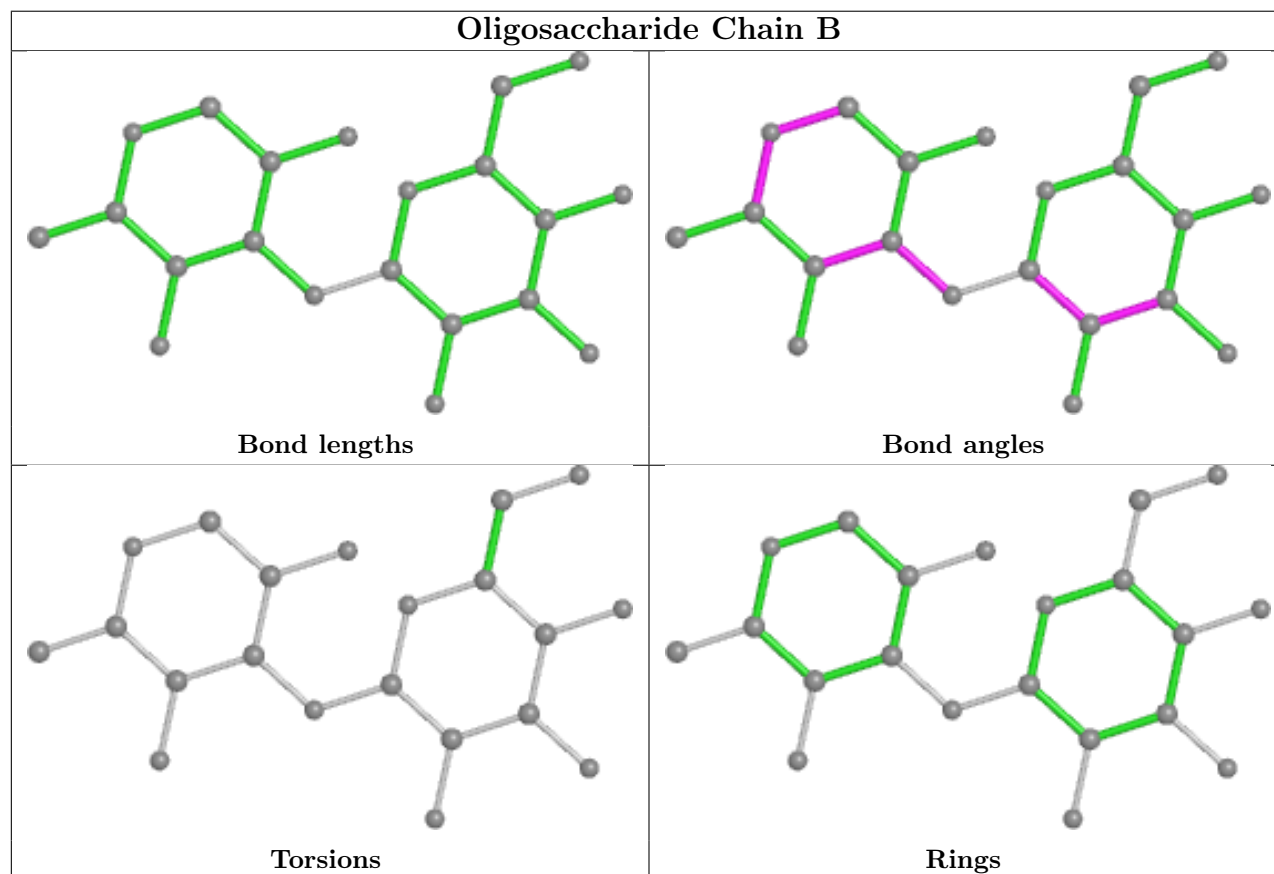 Oligosaccharide Chain B
Bond lengths
Bond angles
Torsions
Rings